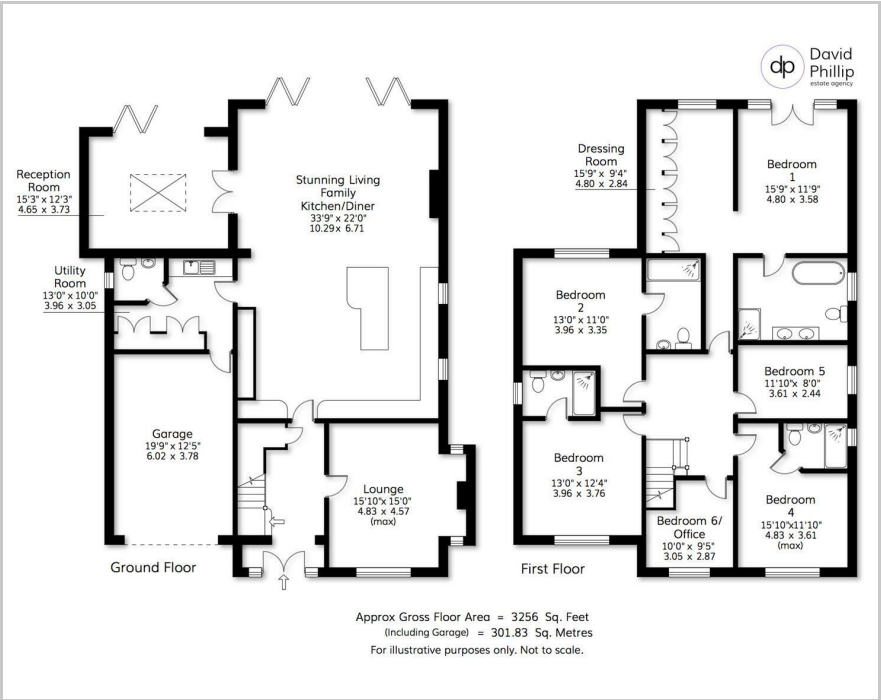 dp
David
Phillip
estate agency
Reception
Room
15'3" x 12'3"
4.65 x 3.73
Stunning Living
Family
Kitchen/Diner
33'9" x 22'0"
10.29x 6.71
Utility
Room
13'0" x 10'0"
3.96 x 3.05
Garage
19'9" x 12'5"
6.02 x 3.78
Lounge
15'10"x 15'0"
4.83 x 4.57
(max)
Ground Floor
Dressing
Room
15'9" x 9'4"
4.80 x 2.84
Bedroom
1
15'9" x 11'9"
4.80 x 3.58
Bedroom
2
13'0" x 11'0"
3.96 x 3.35
Bedroom 5
11'10"x 8'0"
3.61 x 2.44
Bedroom
3
13'0" x 12'4"
3.96 x 3.76
Bedroom
4
15'10"x11'10"
4.83 x 3.61
(max)
Bedroom 6/
Office
10'0" x 9'5"
3.05 x 2.87
First Floor
Approx Gross Floor Area = 3256 Sq. Feet
(Including Garage) = 301.83 Sq. Metres
For illustrative purposes only. Not to scale.